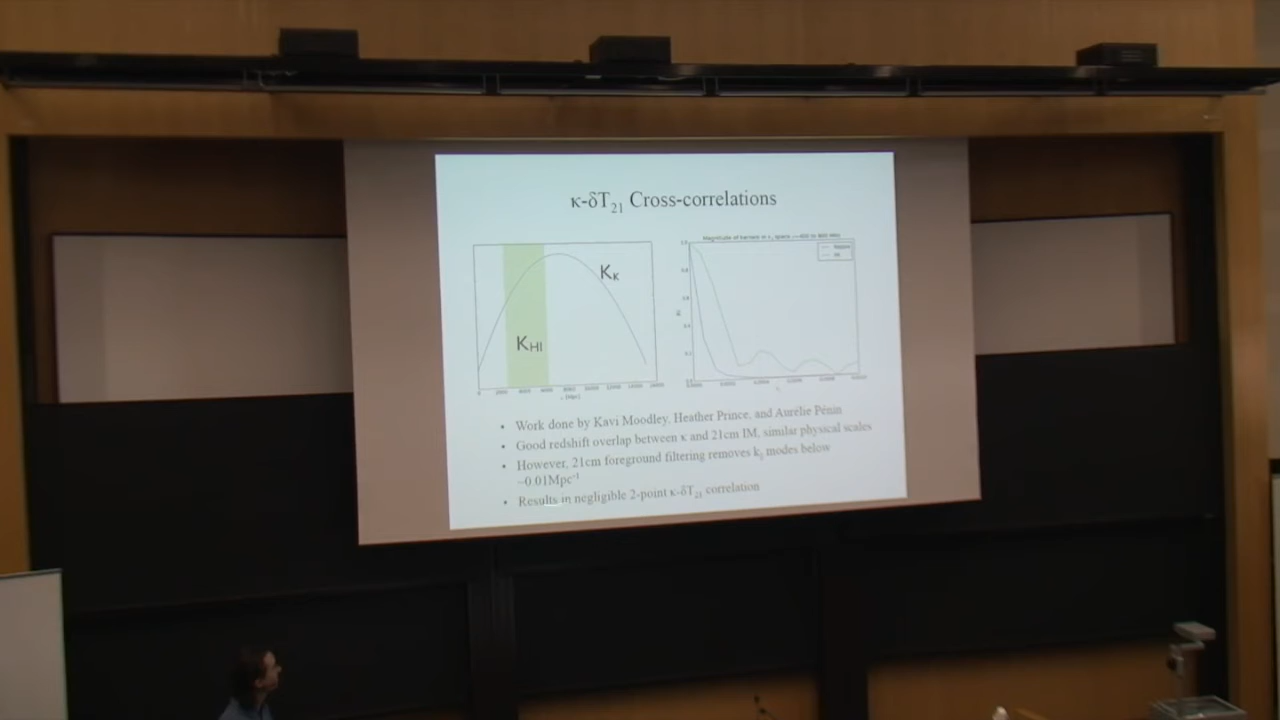 κ-δT21 Cross-correlations
KK
KHI
Work done by Kavi Moodley, Heather Prince, and Aurélie Pénin
Good redshift overlap between κ and 21cm IM, similar physical scales
However, 21cm foreground filtering removes k∥ modes below
~0.01Mpc-1
Results in negligible 2-point κ-δT21 correlation